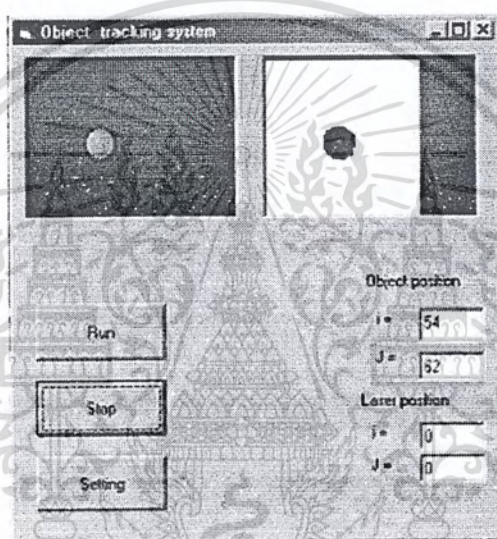 Object tracking system
Object position
i = 54
J = 62
Run
Stop
Setting
Laser position
i = 0
J = 0